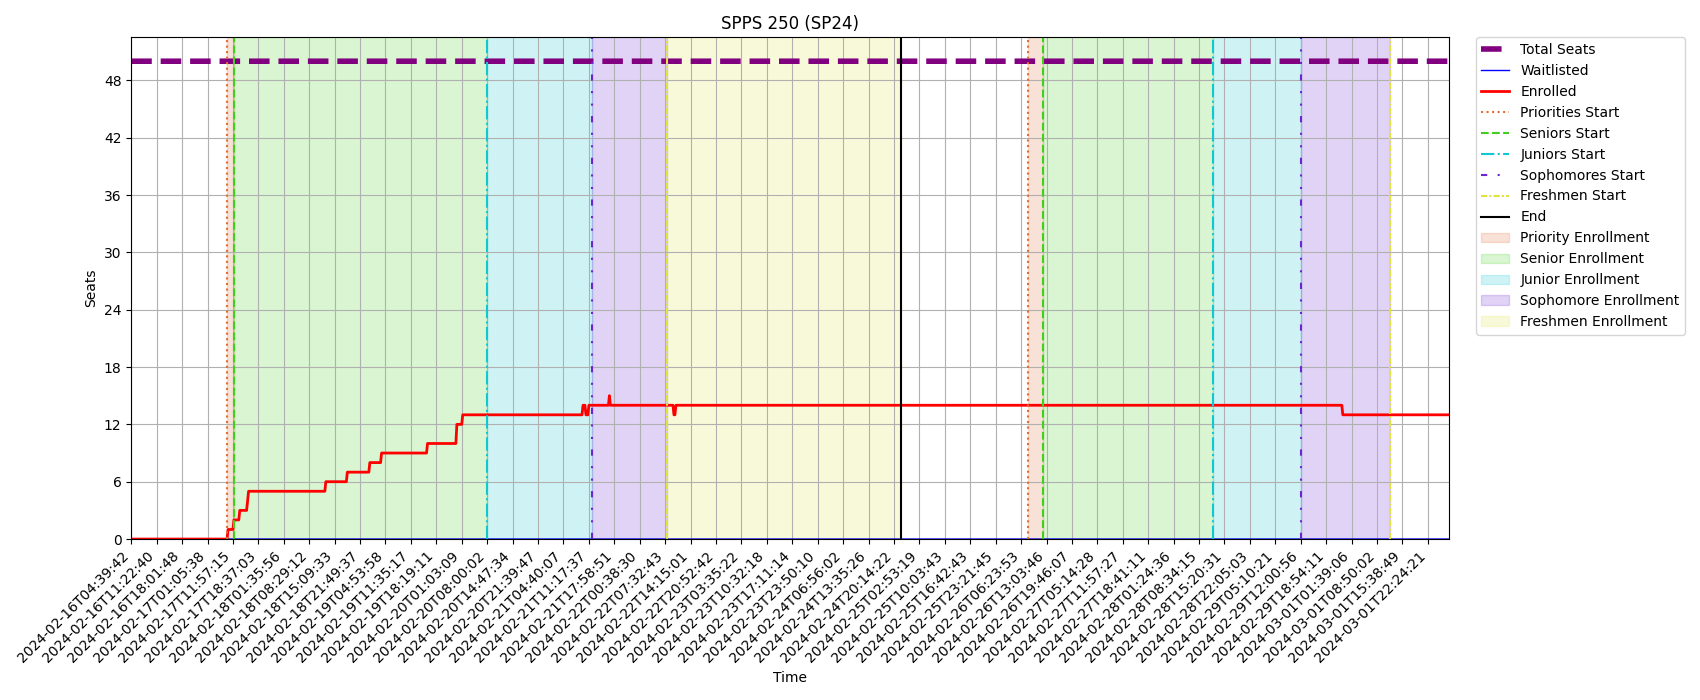 SPPS 250 (SP24)
Seats
48
42
36
30
24
18
12
6
0
2024-02-16T04:39:42
2024-02-16T11:22:40
2024-02-16T18:01:48
2024-02-17T01:05:38
2024-02-17T11:57:15
2024-02-17T18:37:03
2024-02-18T01:35:56
2024-02-18T08:29:12
2024-02-18T15:09:33
2024-02-18T21:49:37
2024-02-19T04:53:58
2024-02-19T11:35:17
2024-02-19T18:19:11
2024-02-20T01:03:09
2024-02-20T08:00:02
2024-02-20T14:47:34
2024-02-20T21:39:47
2024-02-21T04:40:07
2024-02-21T11:17:37
2024-02-21T17:58:51
2024-02-22T00:38:30
2024-02-22T07:32:43
2024-02-22T14:15:01
2024-02-22T20:52:42
2024-02-23T03:35:22
2024-02-23T10:32:18
2024-02-23T17:11:14
2024-02-23T23:50:10
2024-02-24T06:56:02
2024-02-24T13:35:26
2024-02-24T20:14:22
2024-02-25T02:53:19
2024-02-25T10:03:43
2024-02-25T16:42:43
2024-02-25T23:21:45
2024-02-26T06:23:53
2024-02-26T13:03:46
2024-02-26T19:46:07
2024-02-27T05:14:28
2024-02-27T11:57:27
2024-02-27T18:41:11
2024-02-28T01:24:36
2024-02-28T08:34:15
2024-02-28T15:20:31
2024-02-28T22:05:03
2024-02-29T05:10:21
2024-02-29T12:00:56
2024-02-29T18:54:11
2024-03-01T01:39:06
2024-03-01T08:50:02
2024-03-01T15:38:49
2024-03-01T22:24:21
Time
Total Seats
Waitlisted
Enrolled
Priorities Start
Seniors Start
Juniors Start
Sophomores Start
Freshmen Start
End
Priority Enrollment
Senior Enrollment
Junior Enrollment
Sophomore Enrollment
Freshmen Enrollment